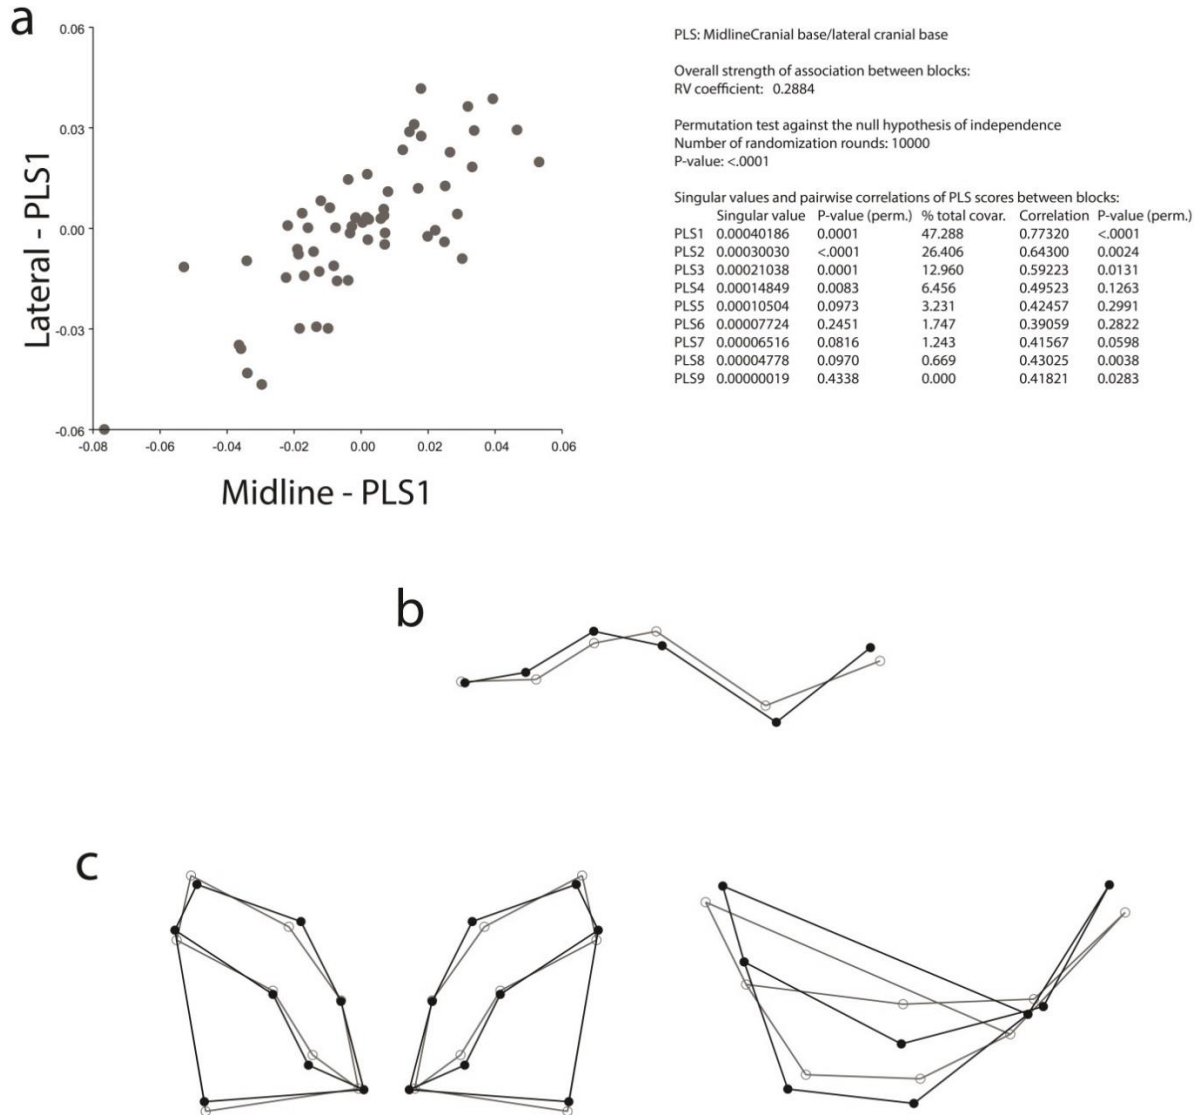 a
0.06
0.03
0.00
-0.03
-0.06
Lateral - PLS1
-0.08 -0.06 -0.04 -0.02 0.00 0.02 0.04 0.06
Midline - PLS1
PLS: MidlineCranial base/lateral cranial base
Overall strength of association between blocks:
RV coefficient: 0.2884
Permutation test against the null hypothesis of independence
Number of randomization rounds: 10000
P-value: <.0001
Singular values and pairwise correlations of PLS scores between blocks:
Singular value P-value (perm.) % total covar. Correlation P-value (perm.)
PLS1 0.00040186 0.0001 47.288 0.77320 <.0001
PLS2 0.00030030 <.0001 26.406 0.64300 0.0024
PLS3 0.00021038 0.0001 12.960 0.59223 0.0131
PLS4 0.00014849 0.0083 6.456 0.49523 0.1263
PLS5 0.00010504 0.0973 3.231 0.42457 0.2991
PLS6 0.00007724 0.2451 1.747 0.39059 0.2822
PLS7 0.00006516 0.0816 1.243 0.41567 0.0598
PLS8 0.00004778 0.0970 0.669 0.43025 0.0038
PLS9 0.00000019 0.4338 0.000 0.41821 0.0283
b
c